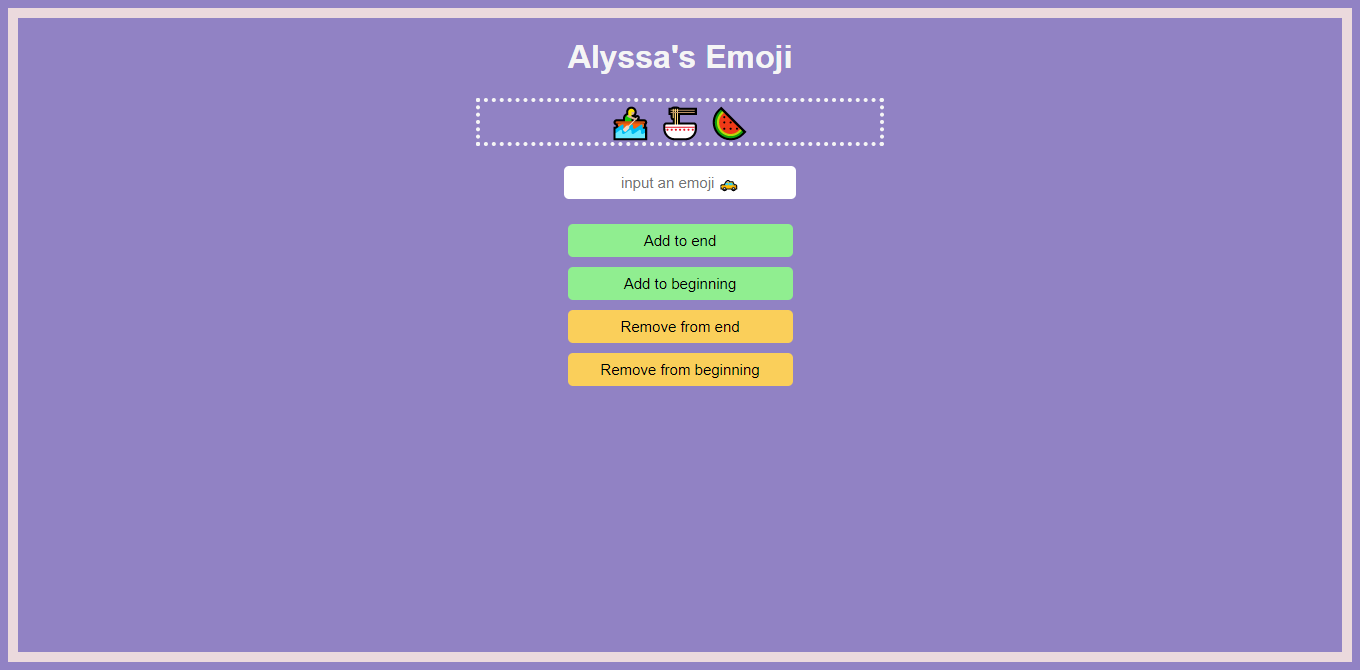 Alyssa's Emoji
🚣🍜🍉
input an emoji 🚗
Add to end
Add to beginning
Remove from end
Remove from beginning